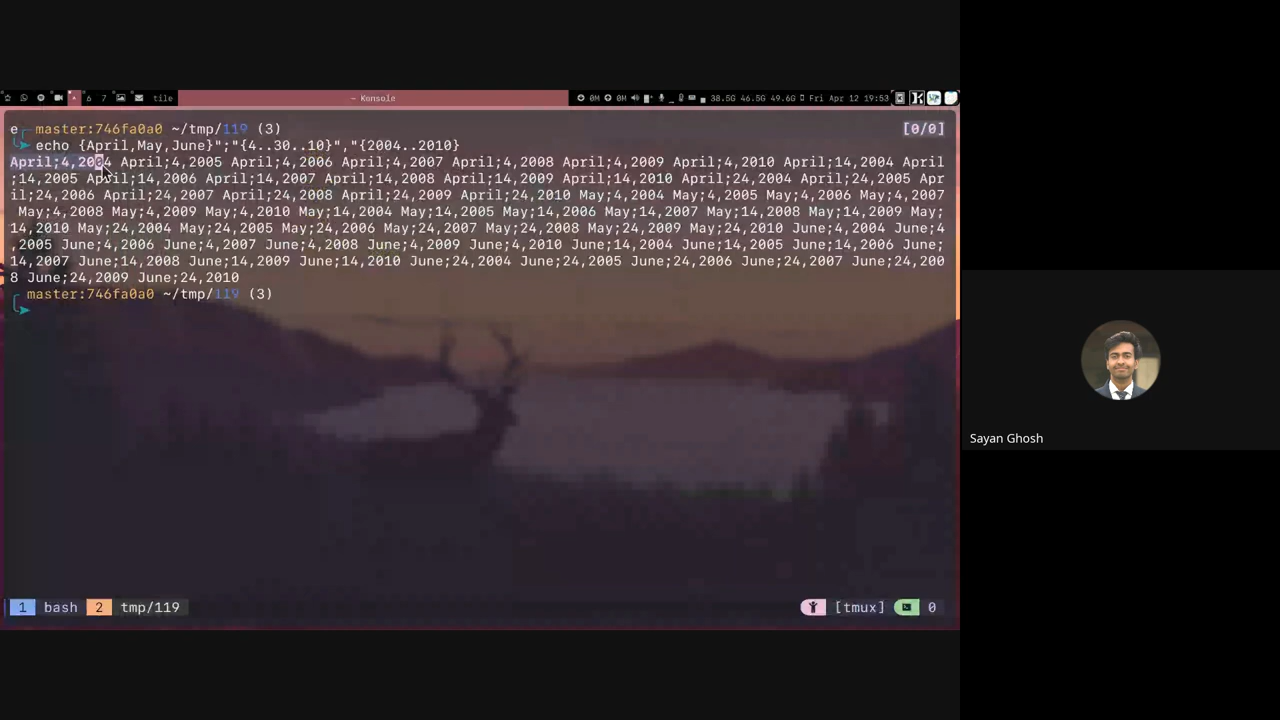 6 7 tile ~ Konsole 0M 0M 38.5G 46.5G 49.6G Fri Apr 12 19:53
e master:746fa0a0 ~/tmp/119 (3) [0/0]
echo {April,May,June}";"{4..30..10}","{2004..2010}
April;4,2004 April;4,2005 April;4,2006 April;4,2007 April;4,2008 April;4,2009 April;4,2010 April;14,2004 April
;14,2005 April;14,2006 April;14,2007 April;14,2008 April;14,2009 April;14,2010 April;24,2004 April;24,2005 Apr
il;24,2006 April;24,2007 April;24,2008 April;24,2009 April;24,2010 May;4,2004 May;4,2005 May;4,2006 May;4,2007
May;4,2008 May;4,2009 May;4,2010 May;14,2004 May;14,2005 May;14,2006 May;14,2007 May;14,2008 May;14,2009 May;
14,2010 May;24,2004 May;24,2005 May;24,2006 May;24,2007 May;24,2008 May;24,2009 May;24,2010 June;4,2004 June;4
,2005 June;4,2006 June;4,2007 June;4,2008 June;4,2009 June;4,2010 June;14,2004 June;14,2005 June;14,2006 June;
14,2007 June;14,2008 June;14,2009 June;14,2010 June;24,2004 June;24,2005 June;24,2006 June;24,2007 June;24,200
8 June;24,2009 June;24,2010
master:746fa0a0 ~/tmp/119 (3)
Sayan Ghosh
1 bash 2 tmp/119 [tmux] 0